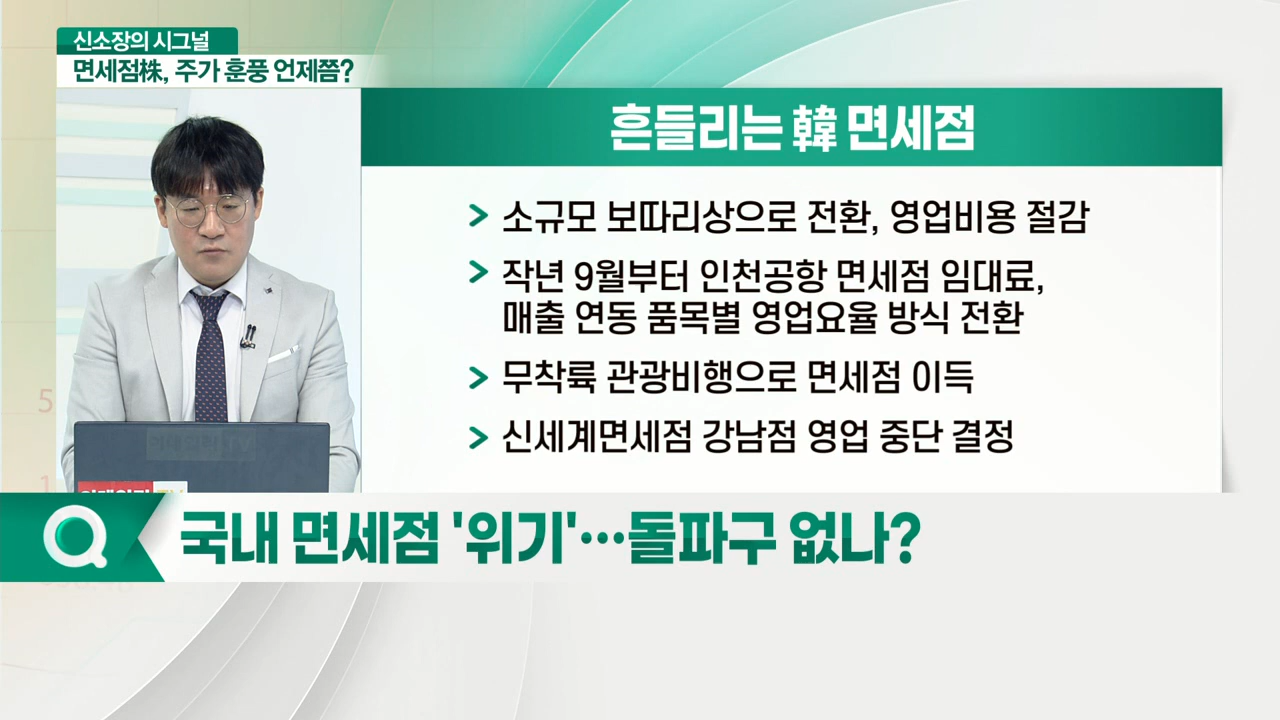 신소장의 시그널
면세점株, 주가 훈풍 언제쯤?
흔들리는 韓 면세점
> 소규모 보따리상으로 전환, 영업비용 절감
> 작년 9월부터 인천공항 면세점 임대료,
매출 연동 품목별 영업요율 방식 전환
> 무착륙 관광비행으로 면세점 이득
> 신세계면세점 강남점 영업 중단 결정
국내 면세점 '위기'…돌파구 없나?